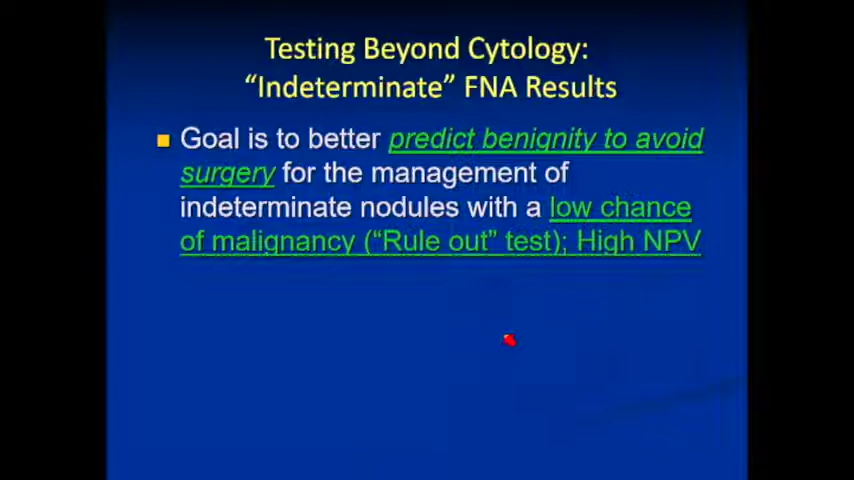 Testing Beyond Cytology:
“Indeterminate” FNA Results
Goal is to better predict benignity to avoid
surgery for the management of
indeterminate nodules with a low chance
of malignancy (“Rule out” test); High NPV